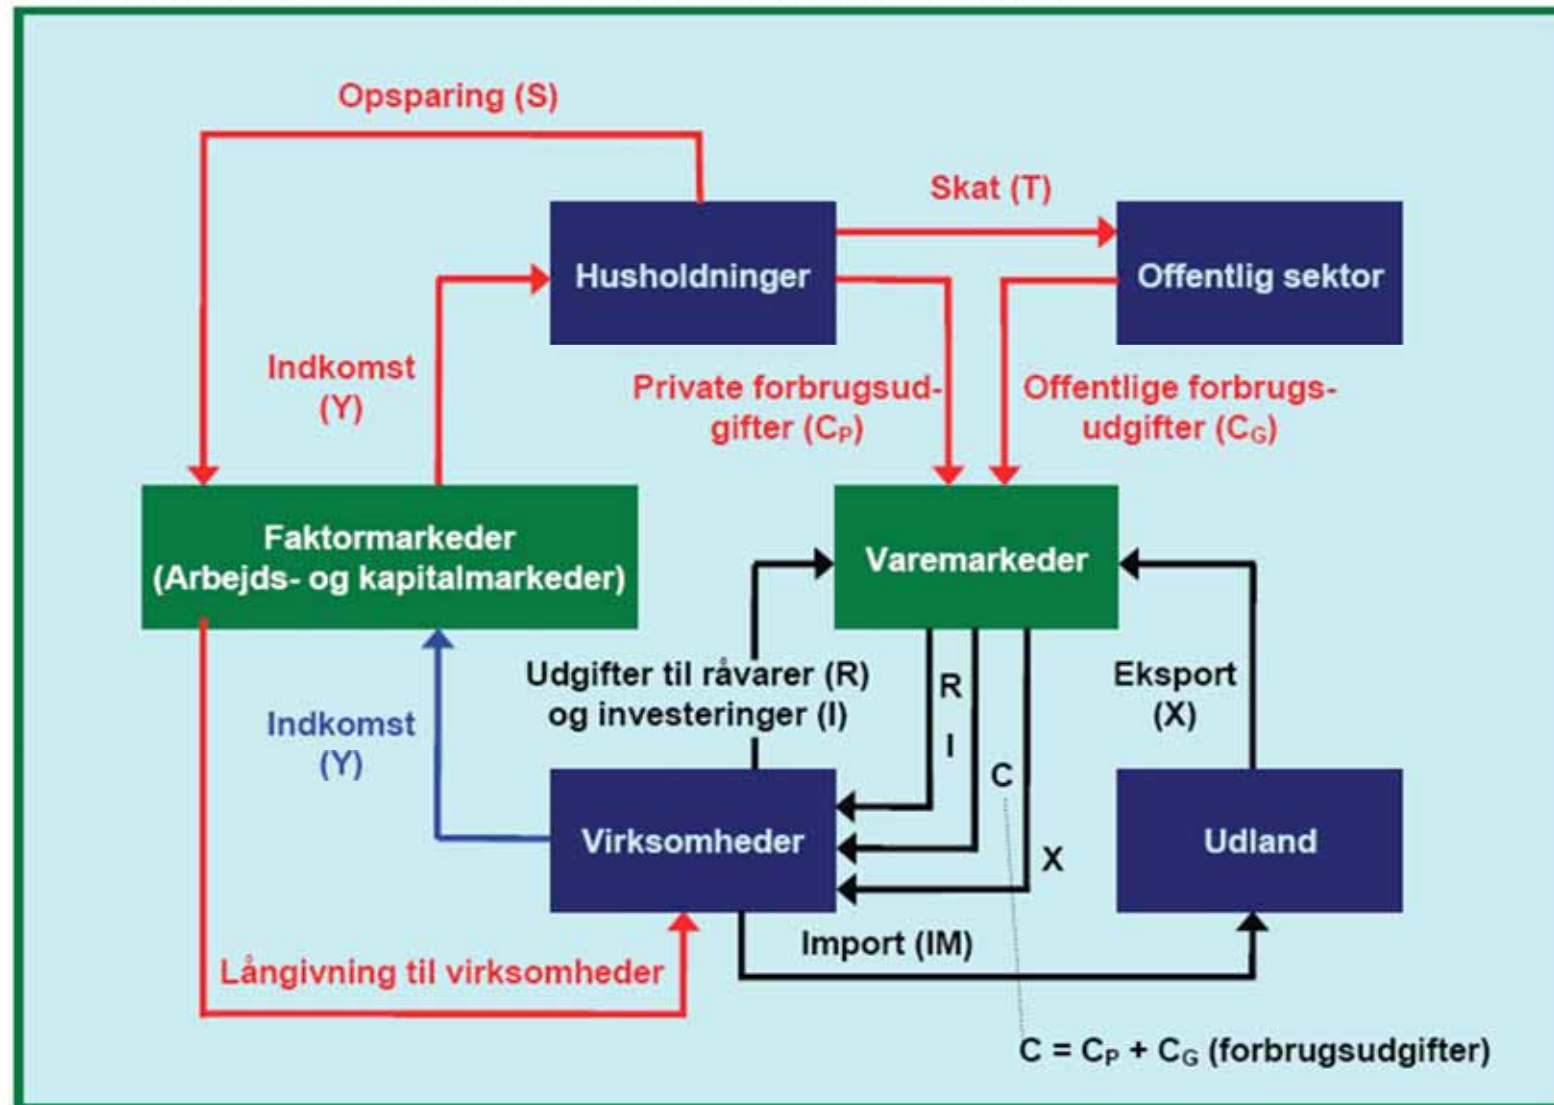 Opsparing (S)
Skat (T)
Husholdninger
Offentlig sektor
Indkomst
(Y)
Private forbrugsud-
gifter (CP)
Offentlige forbrugs-
udgifter (CG)
Faktormarkeder
(Arbejds- og kapitalmarkeder)
Varemarkeder
Udgifter til råvarer (R)
og investeringer (I)
R
I
Eksport
(X)
Indkomst
(Y)
C
Virksomheder
X
Udland
Import (IM)
Långivning til virksomheder
C = CP + CG (forbrugsudgifter)